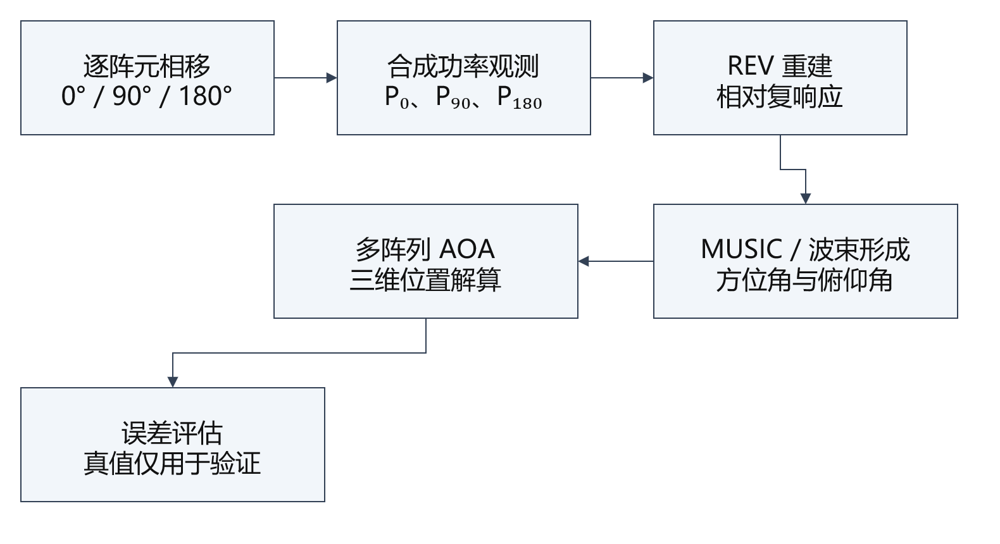 逐阵元相移
0° / 90° / 180°
合成功率观测
P₀、P₉₀、P₁₈₀
REV 重建
相对复响应
MUSIC / 波束形成
方位角与俯仰角
多阵列 AOA
三维位置解算
误差评估
真值仅用于验证